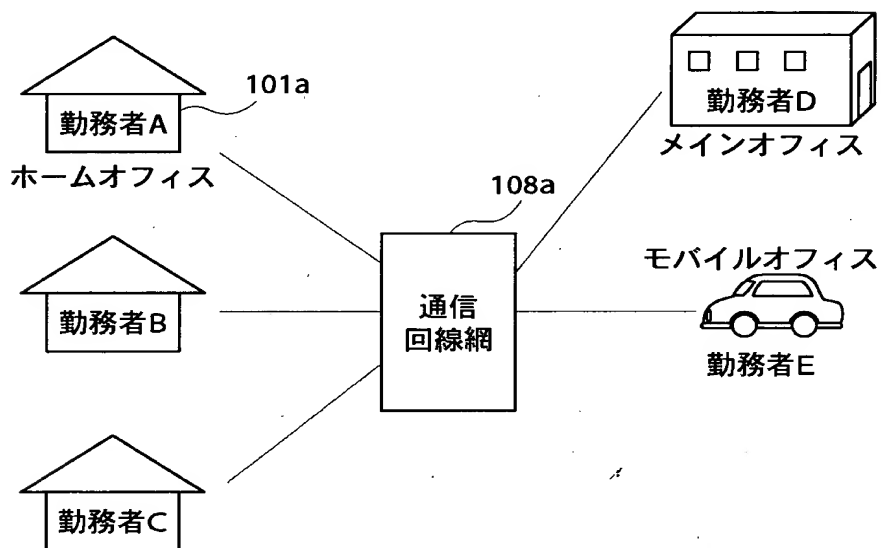 101a
勤務者A
ホームオフィス
勤務者B
勤務者C
108a
通信
回線網
勤務者D
メインオフィス
モバイルオフィス
勤務者E